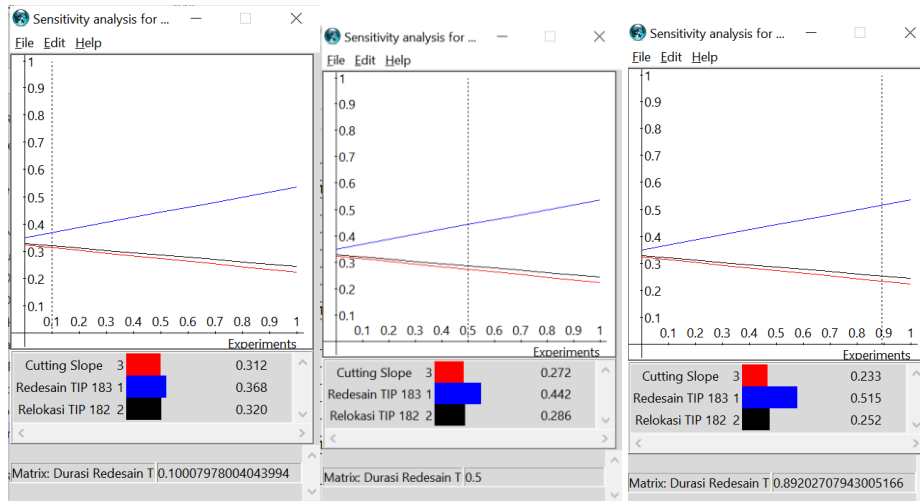 Sensitivity analysis for ...
File Edit Help
1
0.9
0.8
0.7
0.6
0.5
0.4
0.3
0.2
0.1
0.1 0.2 0.3 0.4 0.5 0.6 0.7 0.8 0.9 1
Experiments
Cutting Slope 3 0.312
Redesain TIP 183 1 0.368
Relokasi TIP 182 2 0.320
Matrix: Durasi Redesain T 0.10007978004043994
Sensitivity analysis for ...
File Edit Help
1
0.9
0.8
0.7
0.6
0.5
0.4
0.3
0.2
0.1
0.1 0.2 0.3 0.4 0.5 0.6 0.7 0.8 0.9 1
Experiments
Cutting Slope 3 0.272
Redesain TIP 183 1 0.442
Relokasi TIP 182 2 0.286
Matrix: Durasi Redesain T 0.5
Sensitivity analysis for ...
File Edit Help
1
0.9
0.8
0.7
0.6
0.5
0.4
0.3
0.2
0.1
0.1 0.2 0.3 0.4 0.5 0.6 0.7 0.8 0.9 1
Experiments
Cutting Slope 3 0.233
Redesain TIP 183 1 0.515
Relokasi TIP 182 2 0.252
Matrix: Durasi Redesain T 0.89202707943005166